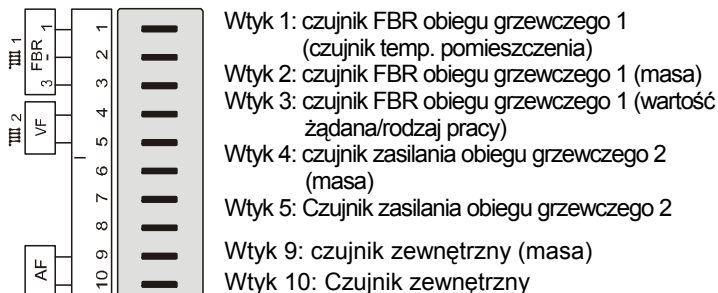 1
FBR
1
-
3
2
VF
AF
1
2
3
4
5
6
7
8
9
10
I
Wtyk 1: czujnik FBR obiegu grzewczego 1
(czujnik temp. pomieszczenia)
Wtyk 2: czujnik FBR obiegu grzewczego 1 (masa)
Wtyk 3: czujnik FBR obiegu grzewczego 1 (wartość
żądana/rodzaj pracy)
Wtyk 4: czujnik zasilania obiegu grzewczego 2
(masa)
Wtyk 5: Czujnik zasilania obiegu grzewczego 2
Wtyk 9: czujnik zewnętrzny (masa)
Wtyk 10: Czujnik zewnętrzny